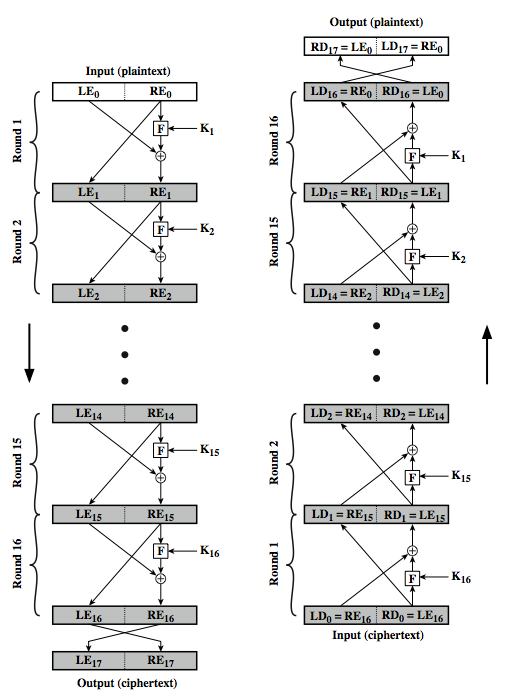 Input (plaintext)
LE0 RE0
Round 1
F
K1
LE1 RE1
Round 2
F
K2
LE2 RE2
LE14 RE14
Round 15
F
K15
LE15 RE15
Round 16
F
K16
LE16 RE16
LE17 RE17
Output (ciphertext)
Output (plaintext)
RD17 = LE0 LD17 = RE0
LD16 = RE0 RD16 = LE0
Round 16
F
K1
LD15 = RE1 RD15 = LE1
Round 15
F
K2
LD14 = RE2 RD14 = LE2
LD2 = RE14 RD2 = LE14
Round 2
F
K15
LD1 = RE15 RD1 = LE15
Round 1
F
K16
LD0 = RE16 RD0 = LE16
Input (ciphertext)